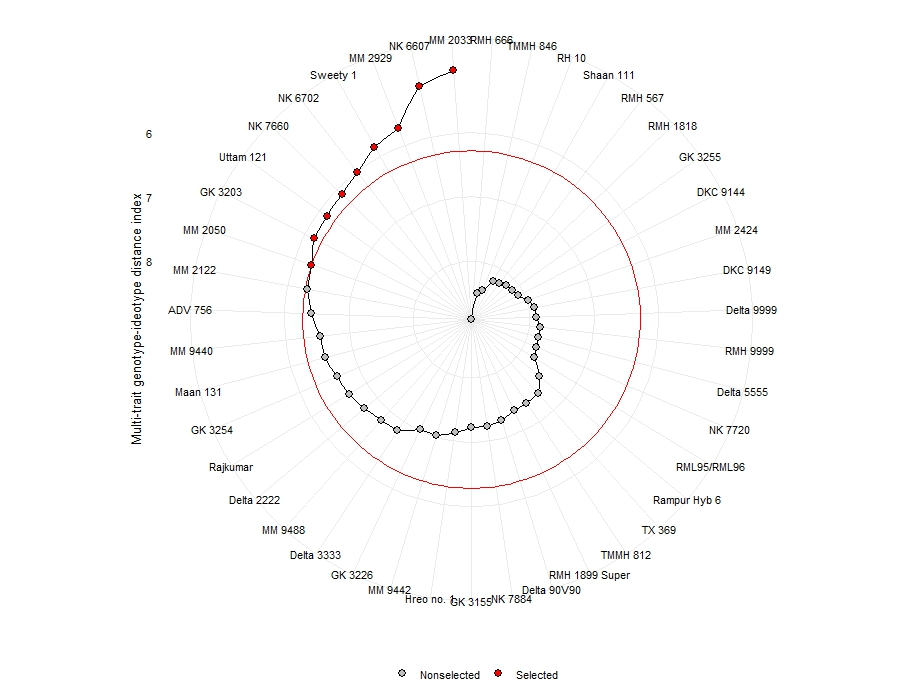 MM 2033
RMH 666
TMMH 846
RH 10
Shaan 111
RMH 567
RMH 1818
GK 3255
DKC 9144
MM 2424
DKC 9149
Delta 9999
RMH 9999
Delta 5555
NK 7720
RML95/RML96
Rampur Hyb 6
TX 369
TMMH 812
RMH 1899 Super
Delta 90V90
NK 7884
GK 3155
Hreo no. 1
MM 9442
GK 3226
Delta 3333
MM 9488
Delta 2222
Rajkumar
GK 3254
Maan 131
MM 9440
ADV 756
MM 2122
MM 2050
GK 3203
Uttam 121
NK 7660
NK 6702
Sweety 1
MM 2929
NK 6607
6
7
8
Multi-trait genotype-ideotype distance index
Nonselected
Selected